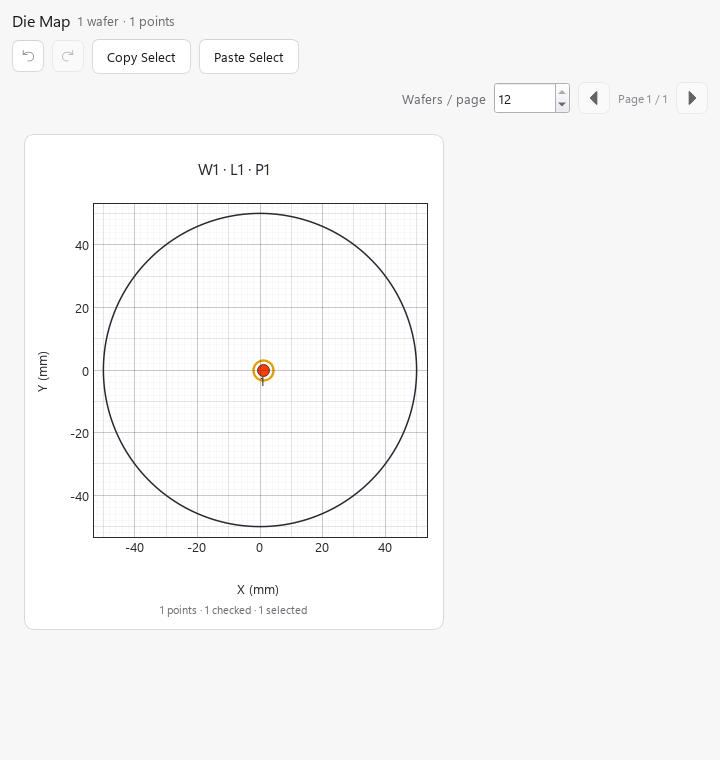 Die Map 1 wafer · 1 points
Copy Select Paste Select
Wafers / page 12 Page 1 / 1
W1 · L1 · P1
40
20
0
-20
-40
Y (mm)
1
-40 -20 0 20 40
X (mm)
1 points · 1 checked · 1 selected